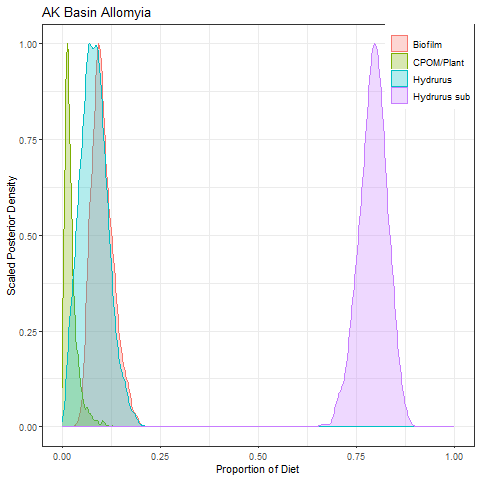 AK Basin Allomyia
Biofilm
CPOM/Plant
Hydrurus
Hydrurus sub
1.00
0.75
0.50
0.25
0.00
Scaled Posterior Density
0.00 0.25 0.50 0.75 1.00
Proportion of Diet